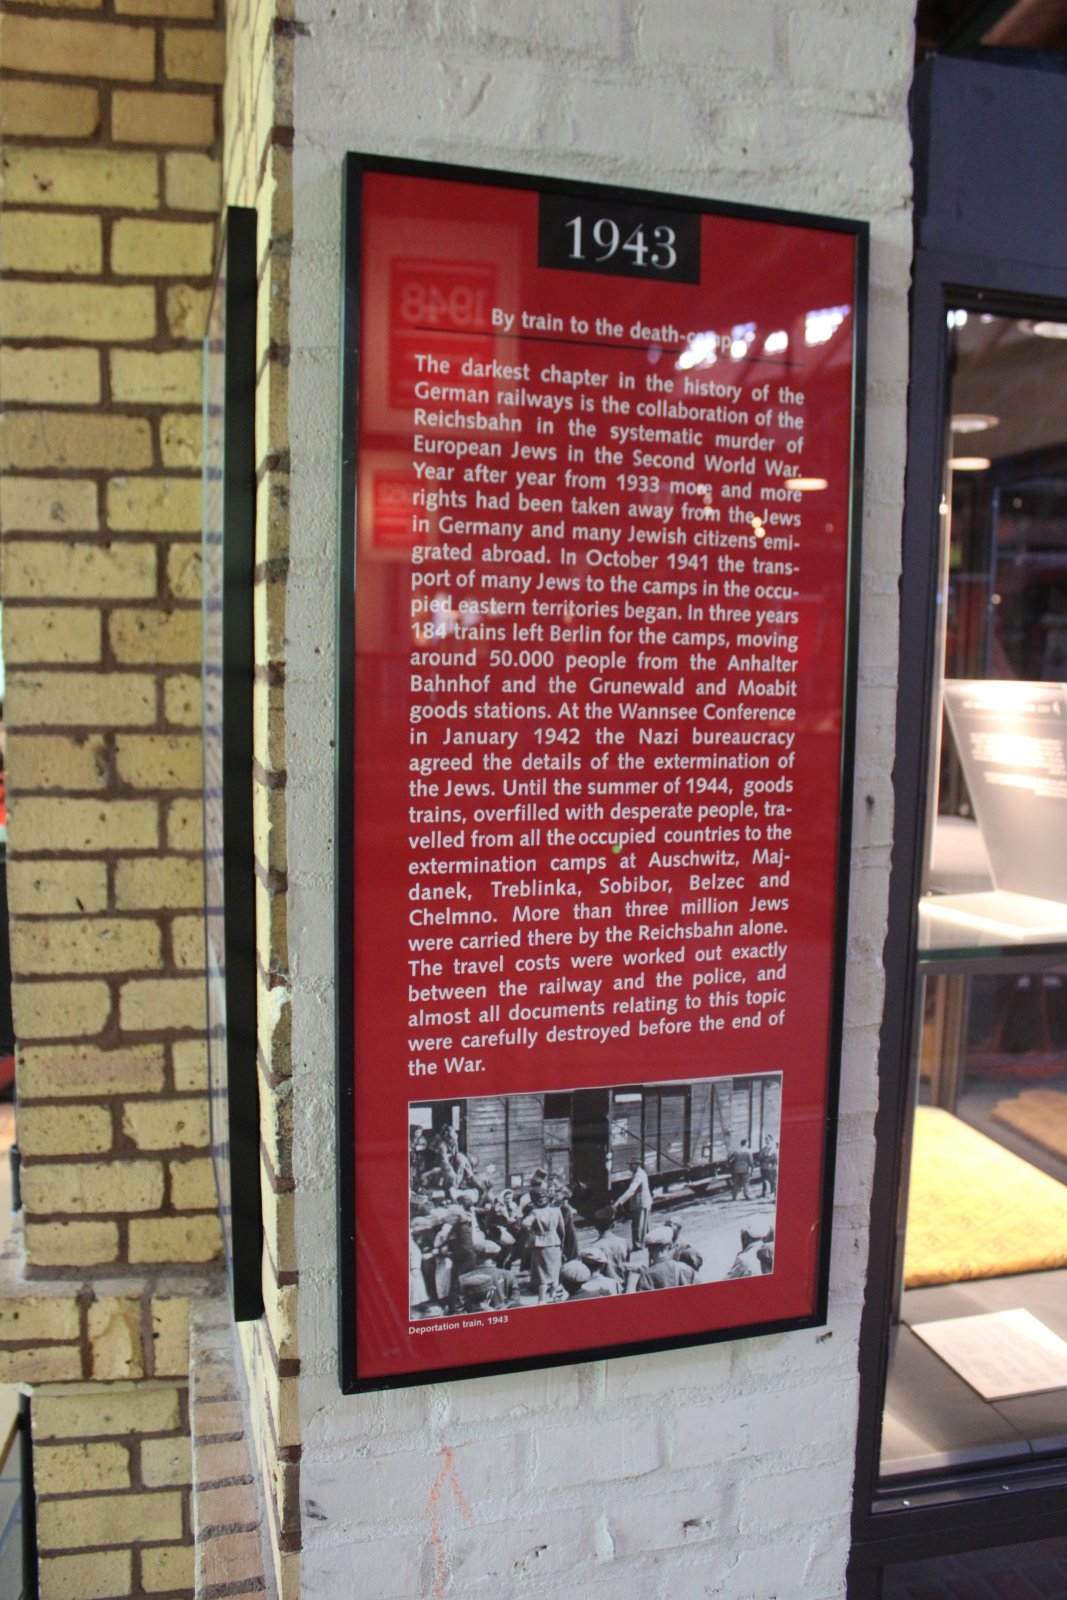 1943
By train to the death-camps
The darkest chapter in the history of the
German railways is the collaboration of the
Reichsbahn in the systematic murder of
European Jews in the Second World War.
Year after year from 1933 more and more
rights had been taken away from the Jews
in Germany and many Jewish citizens emi-
grated abroad. In October 1941 the trans-
port of many Jews to the camps in the occu-
pied eastern territories began. In three years
184 trains left Berlin for the camps, moving
around 50.000 people from the Anhalter
Bahnhof and the Grunewald and Moabit
goods stations. At the Wannsee Conference
in January 1942 the Nazi bureaucracy
agreed the details of the extermination of
the Jews. Until the summer of 1944, goods
trains, overfilled with desperate people, tra-
velled from all the occupied countries to the
extermination camps at Auschwitz, Maj-
danek, Treblinka, Sobibor, Belzec and
Chelmno. More than three million Jews
were carried there by the Reichsbahn alone.
The travel costs were worked out exactly
between the railway and the police, and
almost all documents relating to this topic
were carefully destroyed before the end of
the War.
Deportation train, 1943
1948